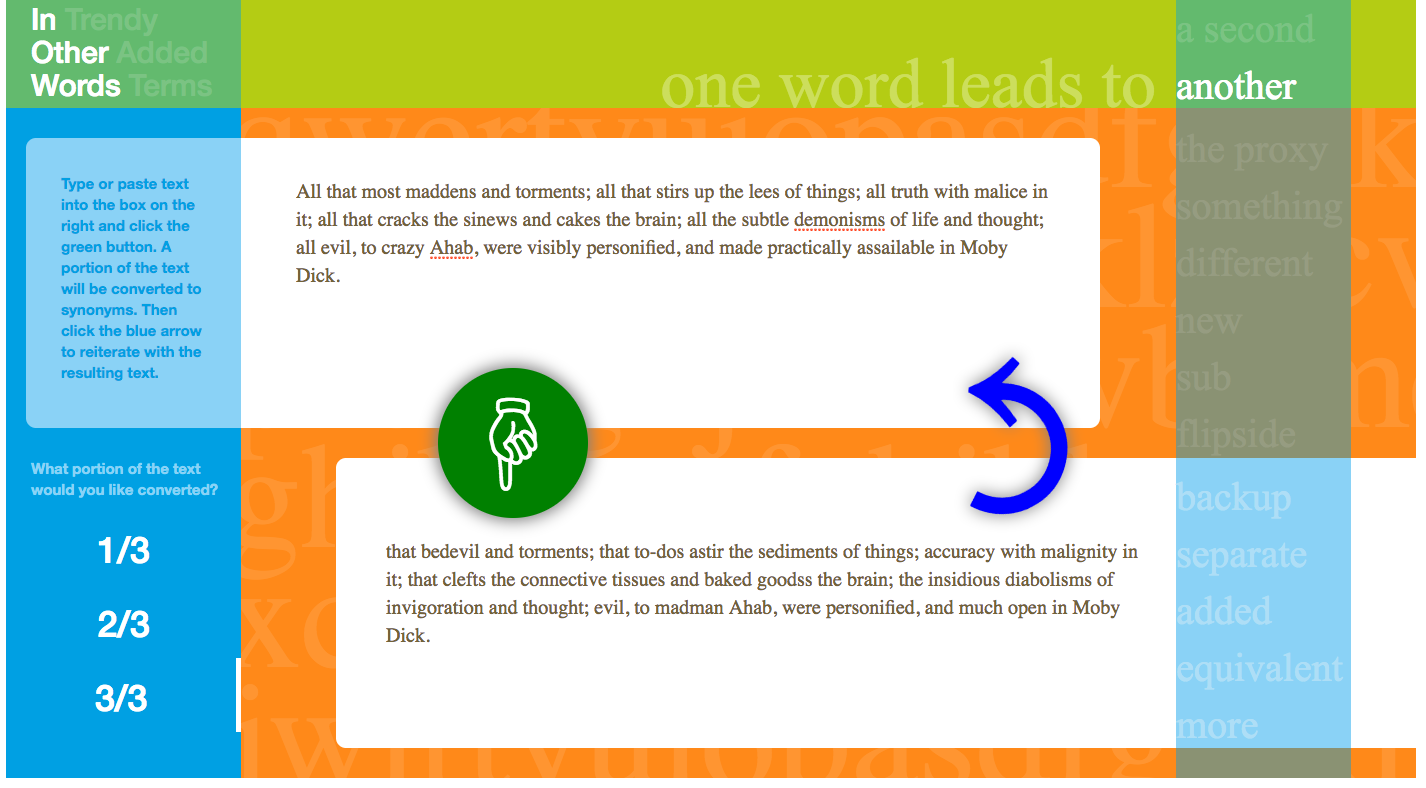 In Trendy
Other Added
Words Terms
one word leads to another
a second
the proxy
something
different
new
sub
flipside
backup
separate
added
equivalent
more
Type or paste text
into the box on the
right and click the
green button. A
portion of the text
will be converted to
synonyms. Then
click the blue arrow
to reiterate with the
resulting text.
All that most maddens and torments; all that stirs up the lees of things; all truth with malice in
it; all that cracks the sinews and cakes the brain; all the subtle demonisms of life and thought;
all evil, to crazy Ahab, were visibly personified, and made practically assailable in Moby
Dick.
What portion of the text
would you like converted?
1/3
2/3
3/3
that bedevil and torments; that to-dos astir the sediments of things; accuracy with malignity in
it; that clefts the connective tissues and baked goodss the brain; the insidious diabolisms of
invigoration and thought; evil, to madman Ahab, were personified, and much open in Moby
Dick.